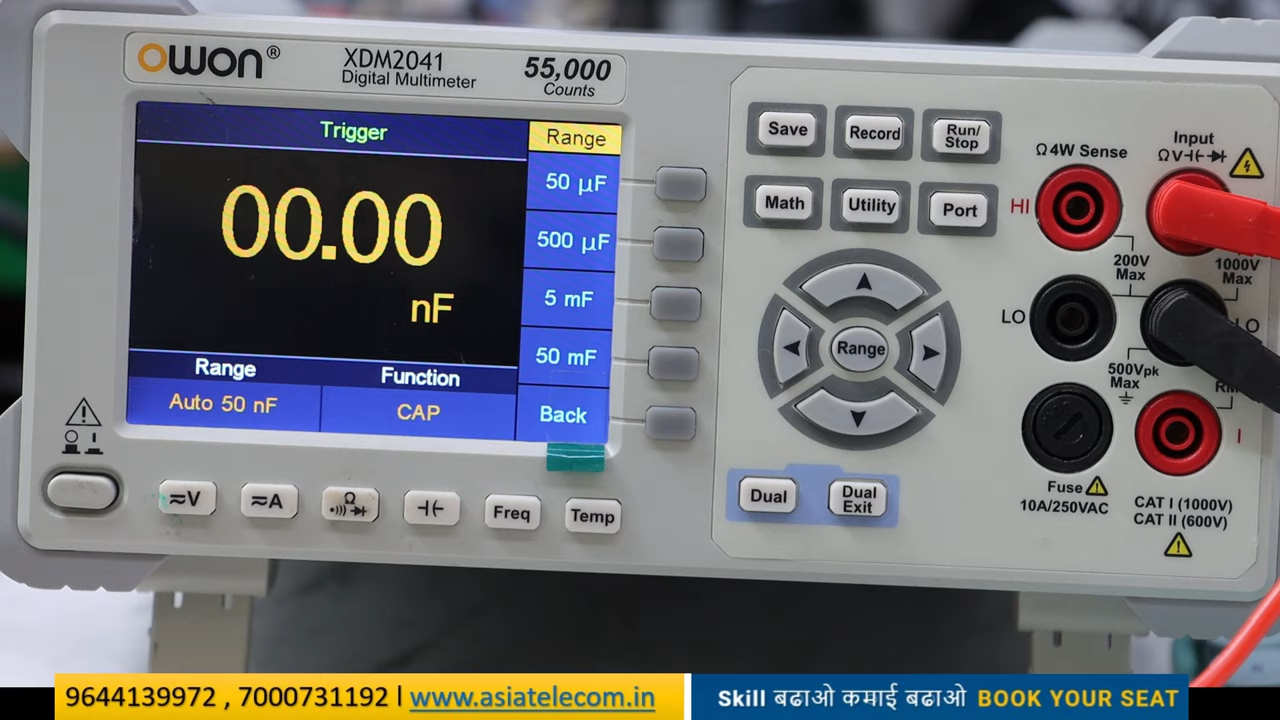 OWON®
XDM2041
Digital Multimeter
55,000
Counts
Trigger
Range
50 µF
500 µF
5 mF
50 mF
Back
00.00
nF
Range
Function
Auto 50 nF
CAP
Save
Record
Run/
Stop
Math
Utility
Port
Range
Dual
Dual
Exit
Ω4W Sense
Input
ΩV
HI
200V
Max
1000V
Max
LO
LO
500Vpk
Max
I
Fuse
10A/250VAC
CAT I (1000V)
CAT II (600V)
≂V
≂A
Ω
Freq
Temp
9644139972 , 7000731192 l www.asiatelecom.in
Skill बढाओ कमाई बढाओ BOOK YOUR SEAT